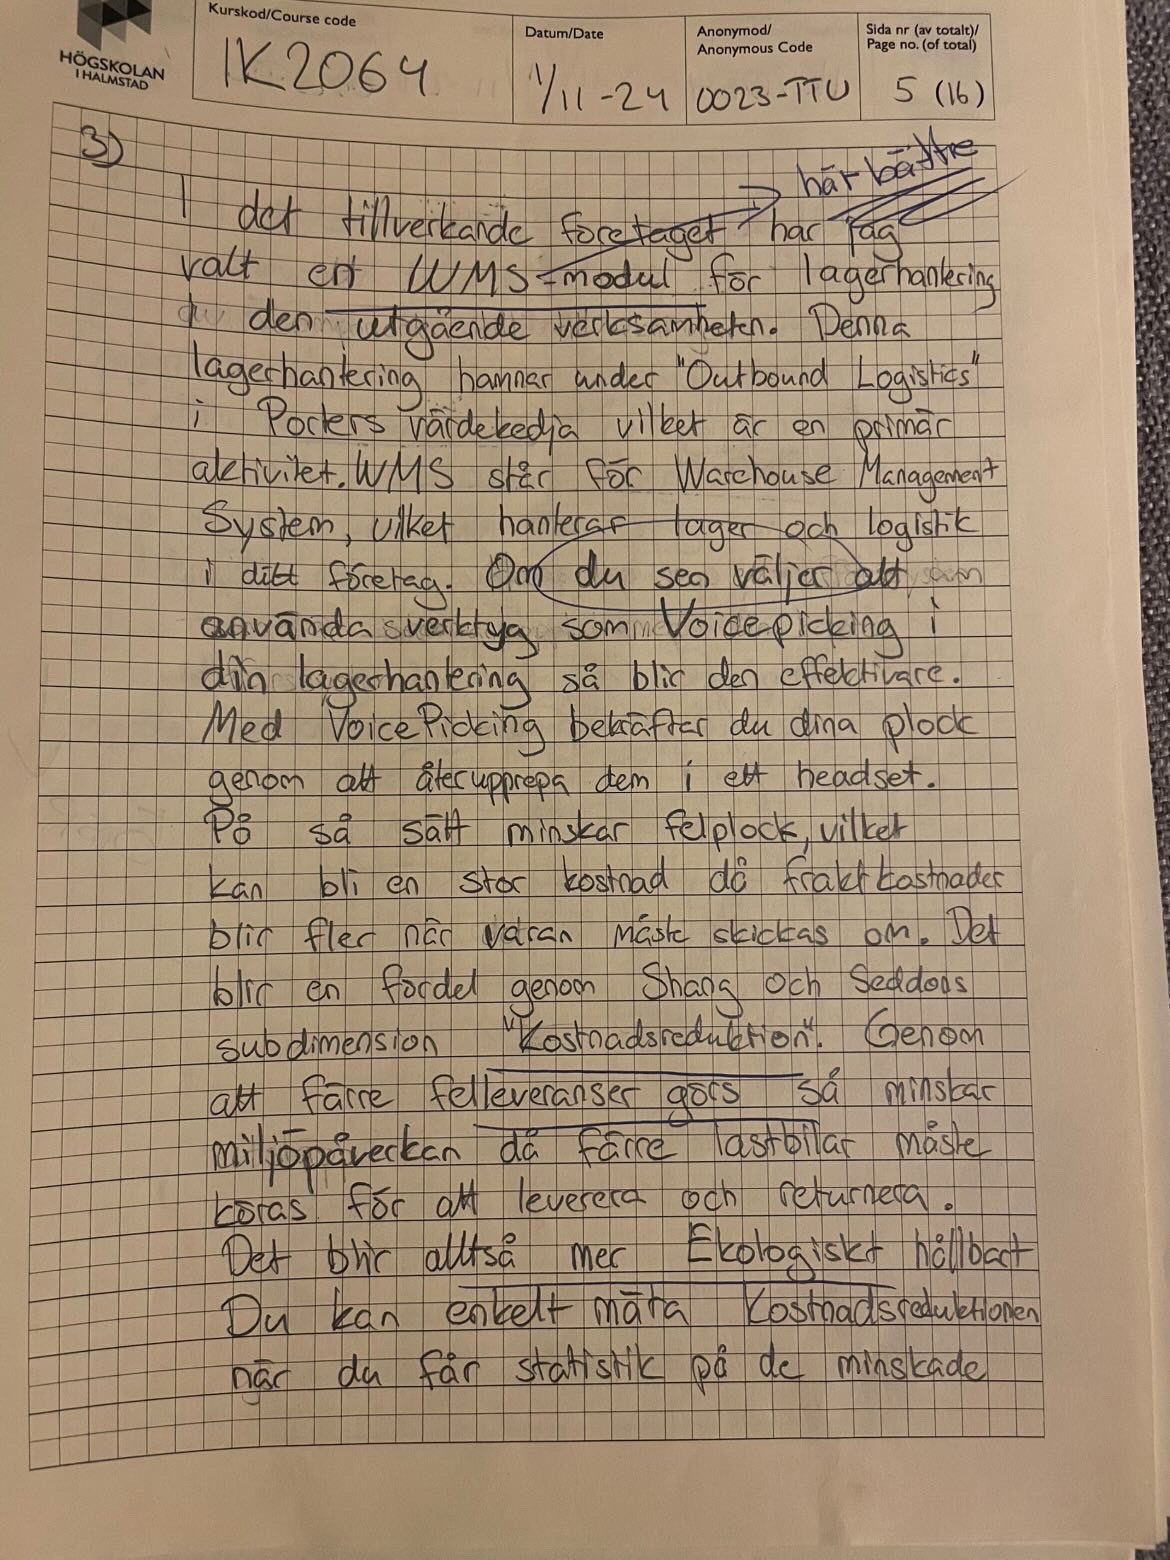 HÖGSKOLAN
I HALMSTAD
Kurskod/Course code
IK2064
Datum/Date
1/11-24
Anonymod/
Anonymous Code
0023-TTU
Sida nr (av totalt)/
Page no. (of total)
5 (16)
3)
här bättre
I det tillverkande företaget har jag
valt ert WMS-modul för lagerhantering
den utgående verksamheten. Denna
lagerhantering hamnar under "Outbound Logistics"
i Porters värdekedja vilket är en primär
aktivitet. WMS står för Warehouse Management
System, vilket hanterar lager och logistik
i ditt företag. Om du sen väljer att
använda verktyg som Voicepicking i
din lagerhantering så blir den effektivare.
Med VoicePicking bekräftar du dina plock
genom att återupprepa dem i ett headset.
På så sätt minskar felplock, vilket
kan bli en stor kostnad då fraktkostnader
blir fler när varan måste skickas om. Det
blir en fördel genom Shang och Seddons
subdimension "Kostnadsreduktion". Genom
att färre felleveranser görs så minskar
miljöpåverkan då färre lastbilar måste
köras för att leverera och returnera.
Det blir alltså mer Ekologiskt hållbart
Du kan enkelt mäta kostnadsreduktionen
när du får statistik på de minskade